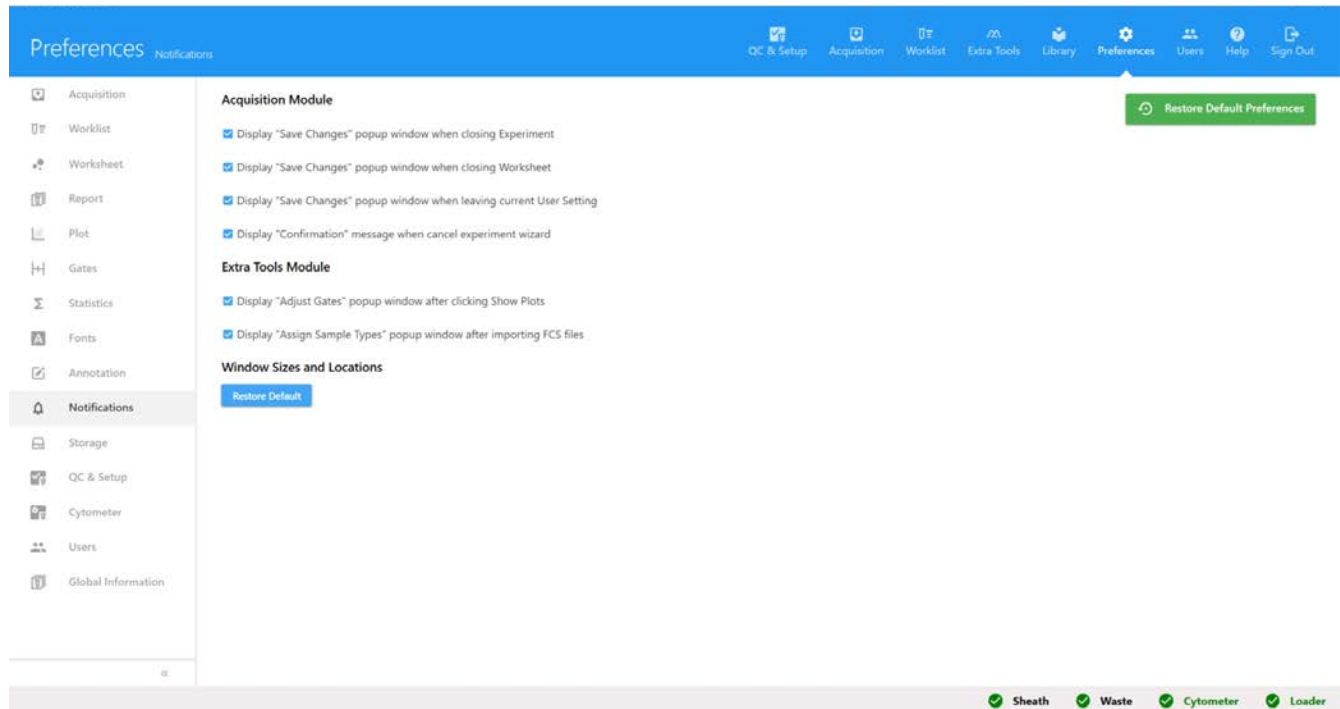 Preferences Notifications
QC & Setup Acquisition Worklist Extra Tools Library Preferences Users Help Sign Out
Restore Default Preferences
Acquisition
Worklist
Worksheet
Report
Plot
Gates
Statistics
Fonts
Annotation
Notifications
Storage
QC & Setup
Cytometer
Users
Global Information
Acquisition Module
Display "Save Changes" popup window when closing Experiment
Display "Save Changes" popup window when closing Worksheet
Display "Save Changes" popup window when leaving current User Setting
Display "Confirmation" message when cancel experiment wizard
Extra Tools Module
Display "Adjust Gates" popup window after clicking Show Plots
Display "Assign Sample Types" popup window after importing FCS files
Window Sizes and Locations
Restore Default
Sheath Waste Cytometer Loader